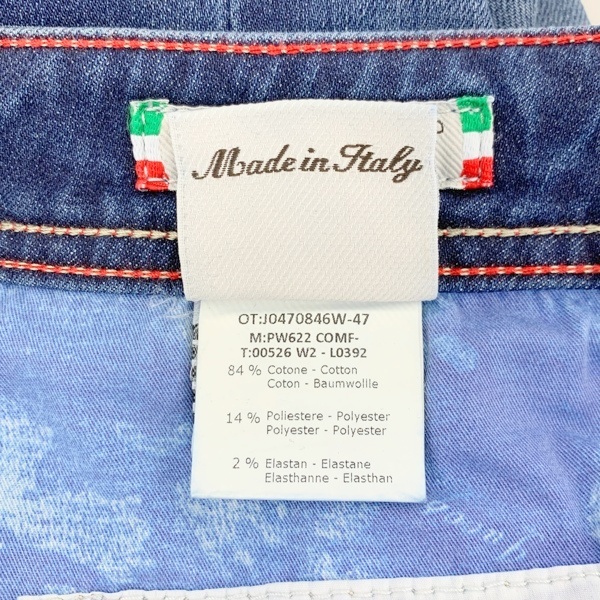 Made in Italy
OT:J0470846W-47
M:PW622 COMF-
T:00526 W2 - L0392
84 % Cotone - Cotton
Coton - Baumwollle
14 % Poliestere - Polyester
Polyester - Polyester
2 % Elastan - Elastane
Elasthanne - Elasthan